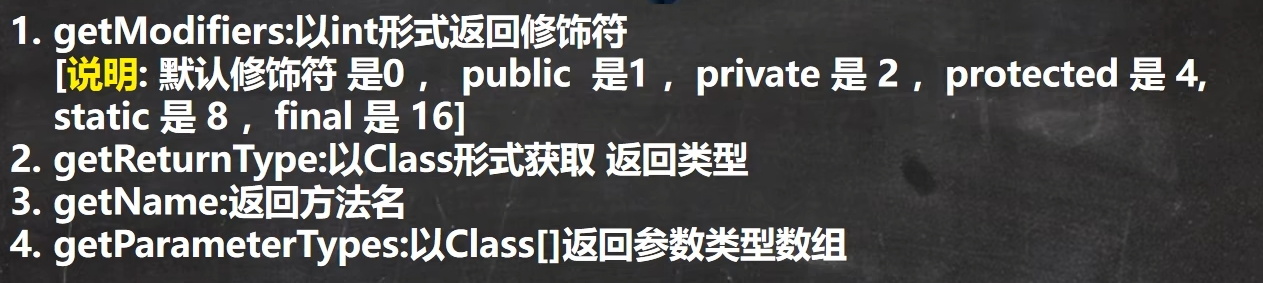 1. getModifiers:以int形式返回修饰符
[说明: 默认修饰符 是0 ， public 是1 ，private 是 2 ，protected 是 4,
static 是 8 ，final 是 16]
2. getReturnType:以Class形式获取 返回类型
3. getName:返回方法名
4. getParameterTypes:以Class[]返回参数类型数组